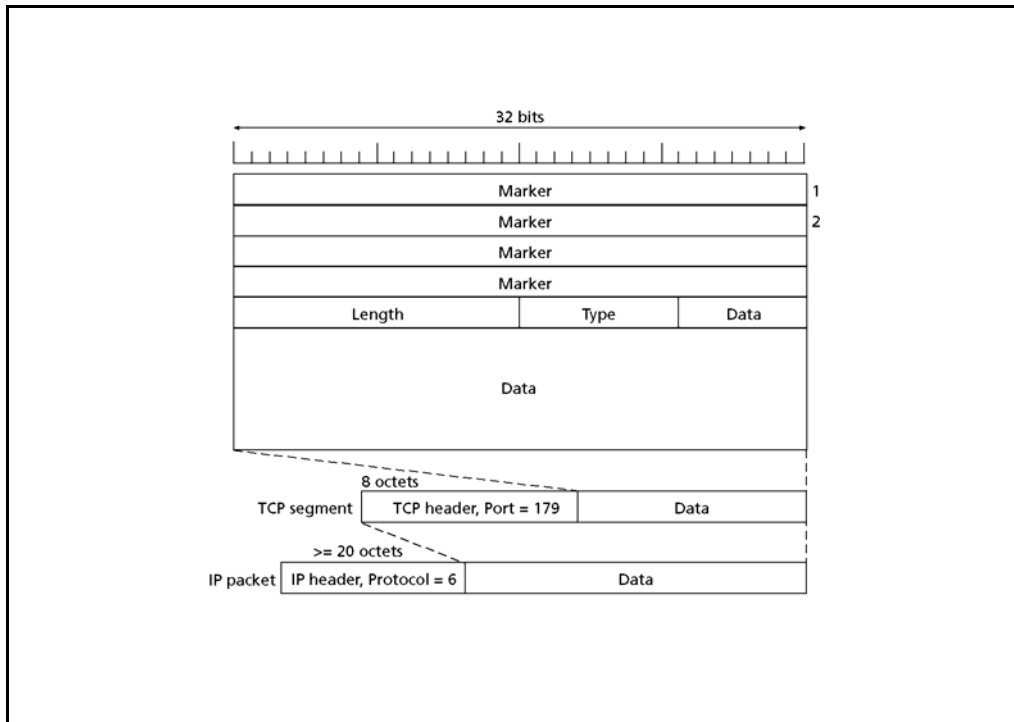 32 bits
Marker 1
Marker 2
Marker
Marker
Length Type Data
Data
8 octets
TCP segment TCP header, Port = 179 Data
>= 20 octets
IP packet IP header, Protocol = 6 Data